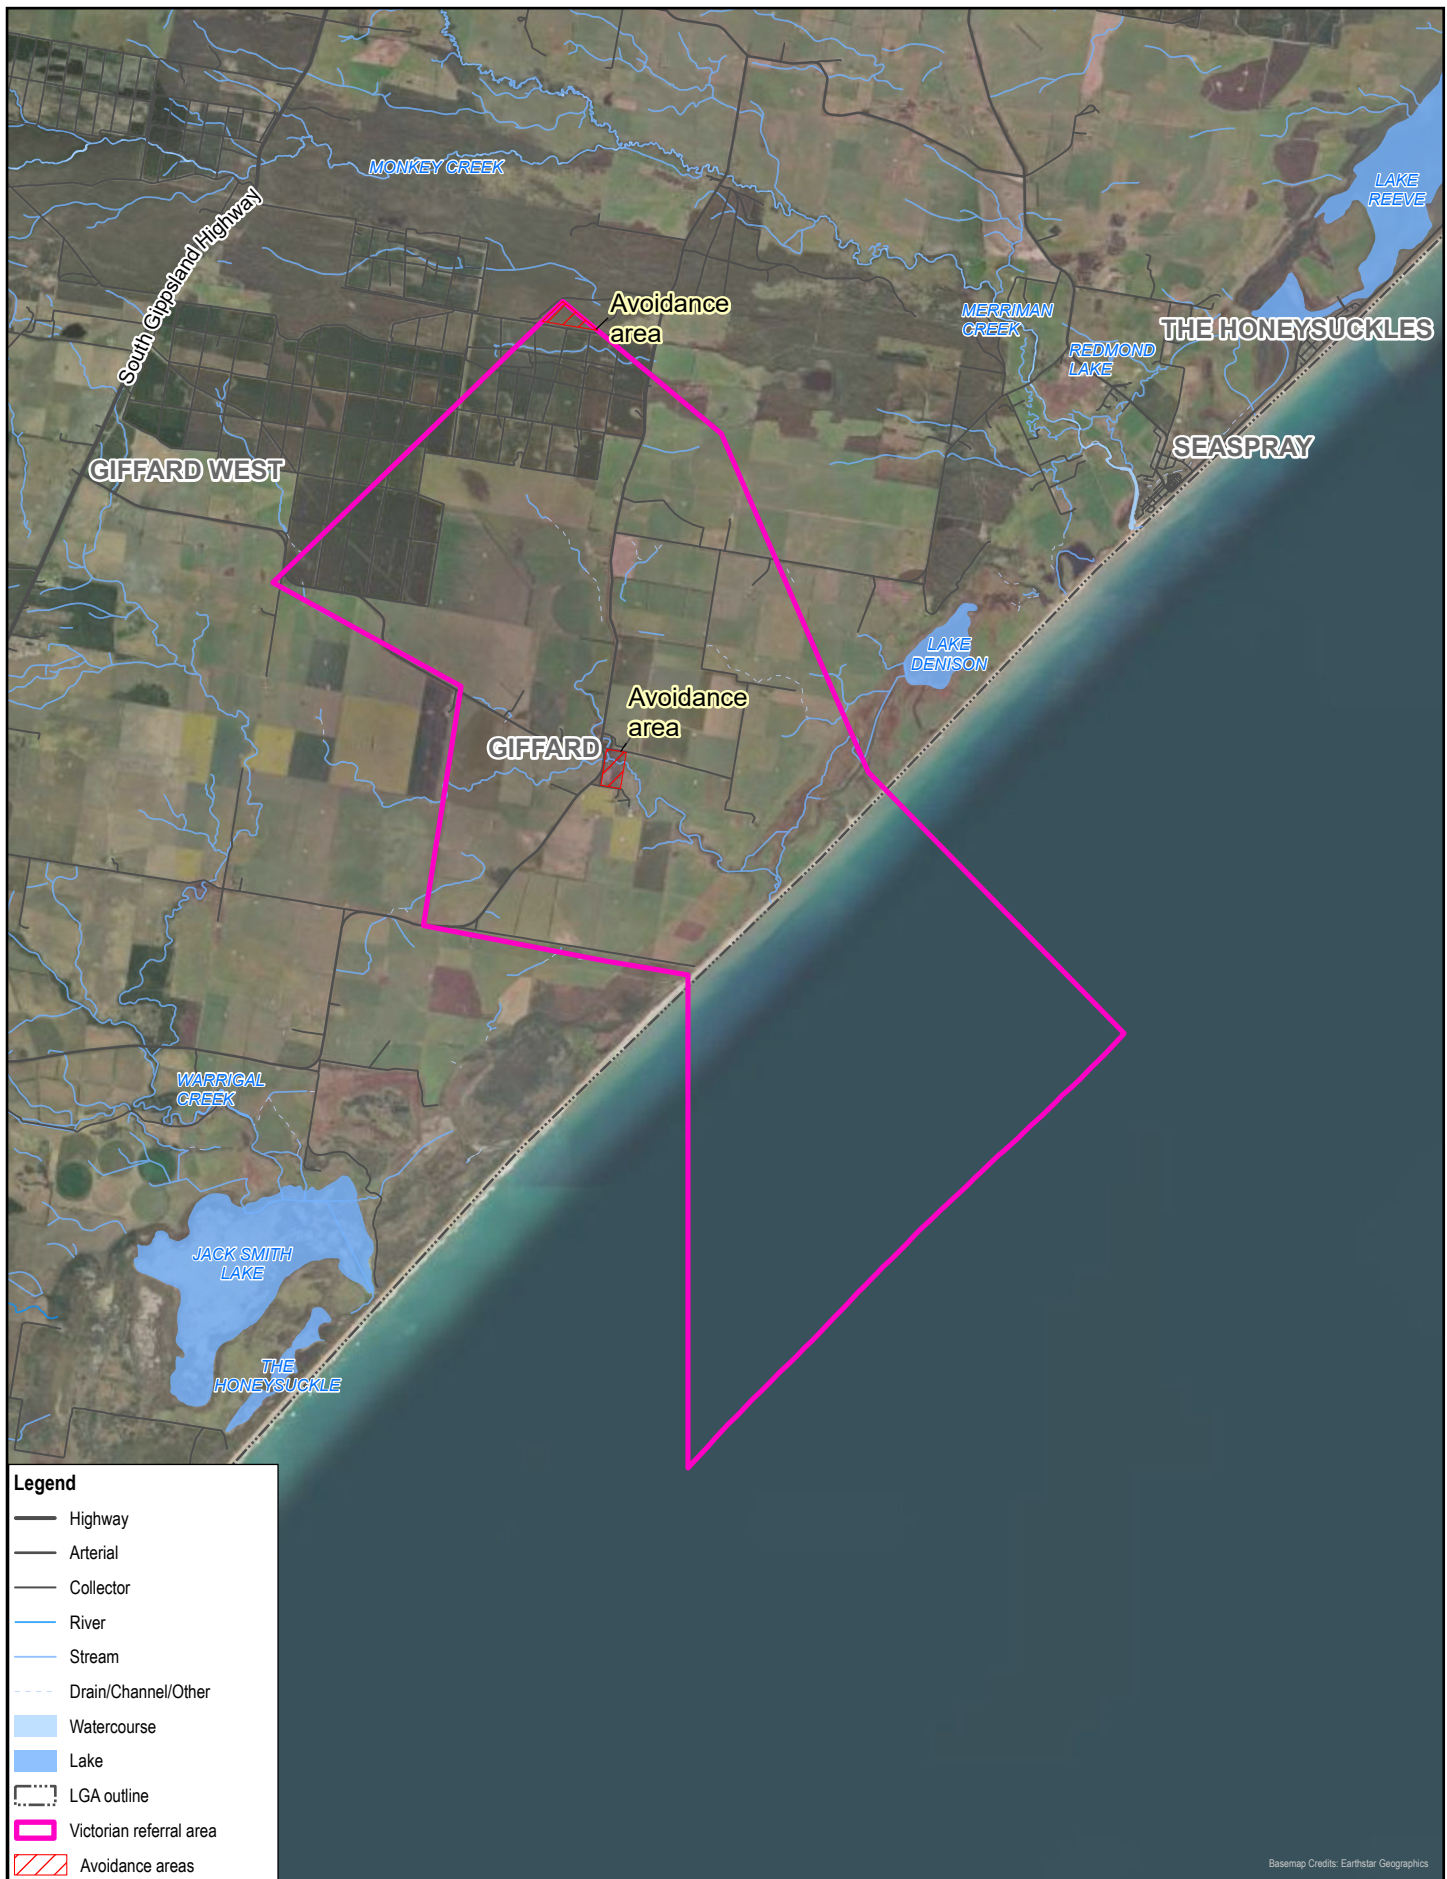 MONKEY CREEK
LAKE
REEVE
South Gippsland Highway
Avoidance
area
MERRIMAN
CREEK
THE HONEYSUCKLES
REDMOND
LAKE
SEASPRAY
GIFFARD WEST
LAKE
DENISON
Avoidance
area
GIFFARD
WARRIGAL
CREEK
JACK SMITH
LAKE
THE
HONEYSUCKLE
Legend
Highway
Arterial
Collector
River
Stream
Drain/Channel/Other
Watercourse
Lake
LGA outline
Victorian referral area
Avoidance areas
Basemap Credits: Earthstar Geographics